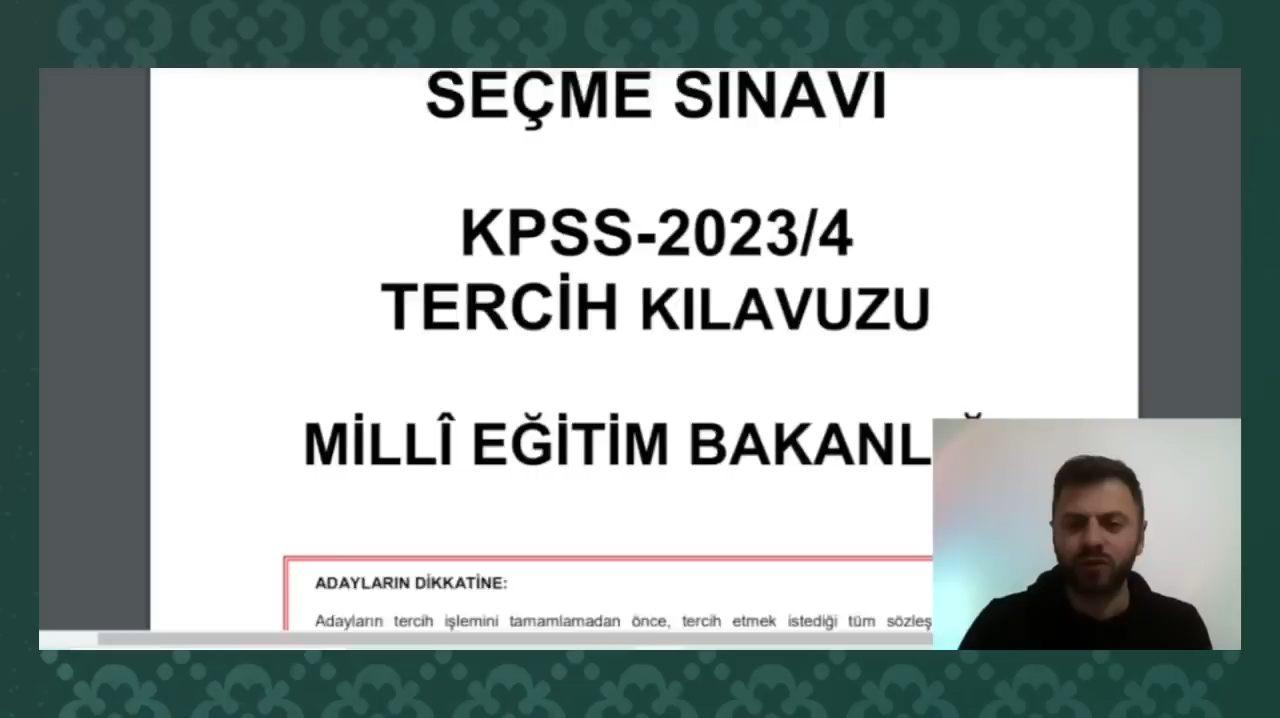 SEÇME SINAVI
KPSS-2023/4
TERCİH KILAVUZU
MİLLÎ EĞİTİM
ADAYLARIN DİKKATİNE:
Adayların tercih işlemini tamamlamadan önce, tercih etmek istediği tüm